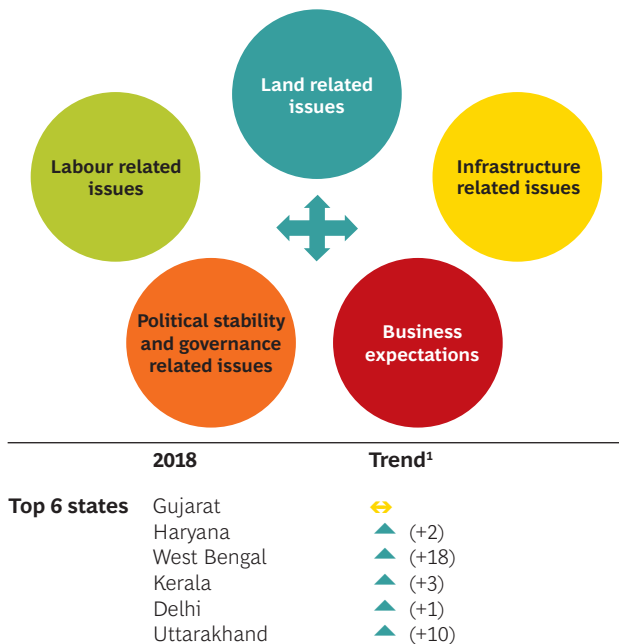 Land related
issues
Labour related
issues
Infrastructure
related issues
Political stability
and governance
related issues
Business
expectations
2018 Trend1
Top 6 states Gujarat
Haryana (+2)
West Bengal (+18)
Kerala (+3)
Delhi (+1)
Uttarakhand (+10)